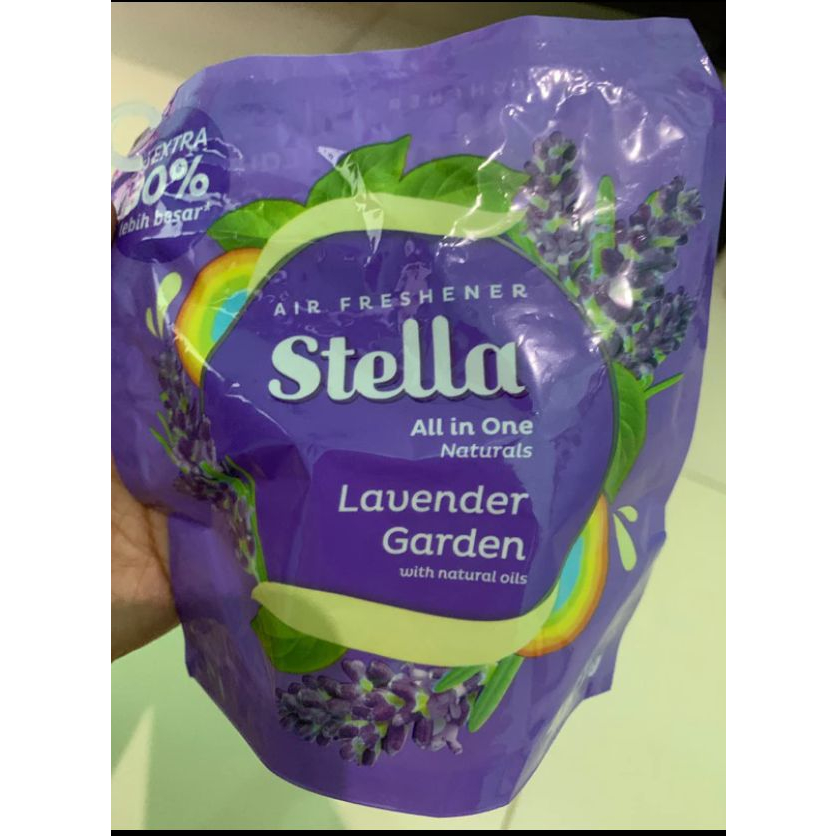 EXTRA
lebih besar*
AIR FRESHENER
Stella
All in One
Naturals
Lavender
Garden
with natural oils